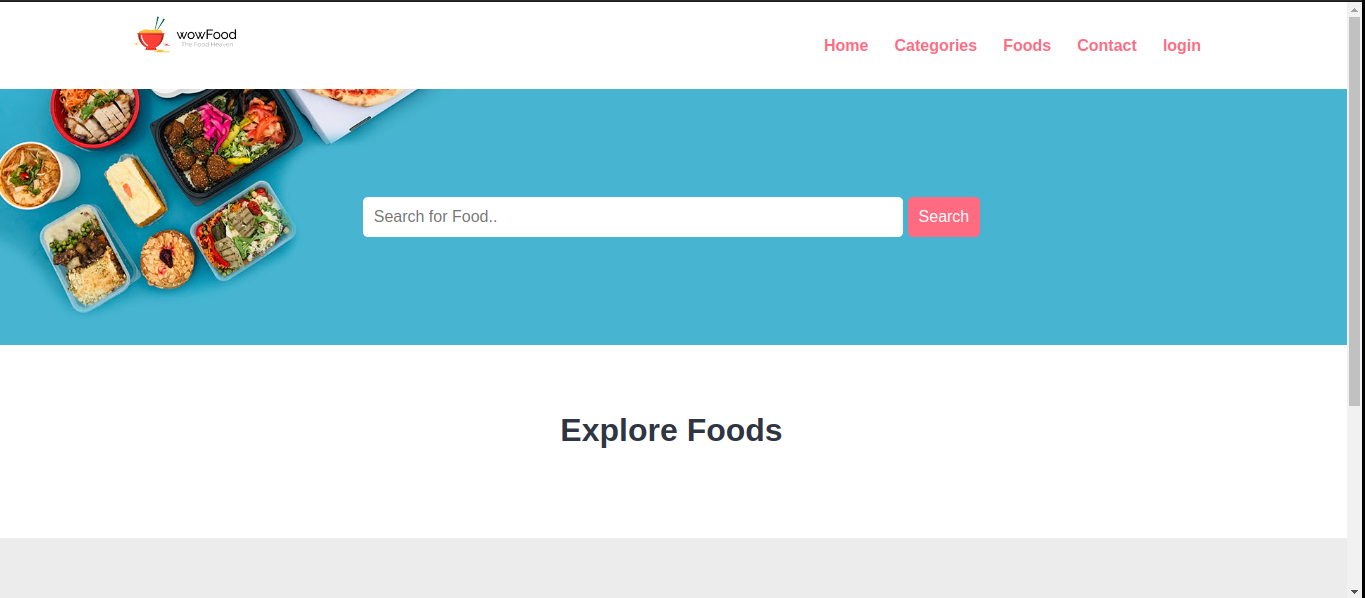 wowFood
The Food Heaven
Home Categories Foods Contact login
Search for Food.. Search
Explore Foods